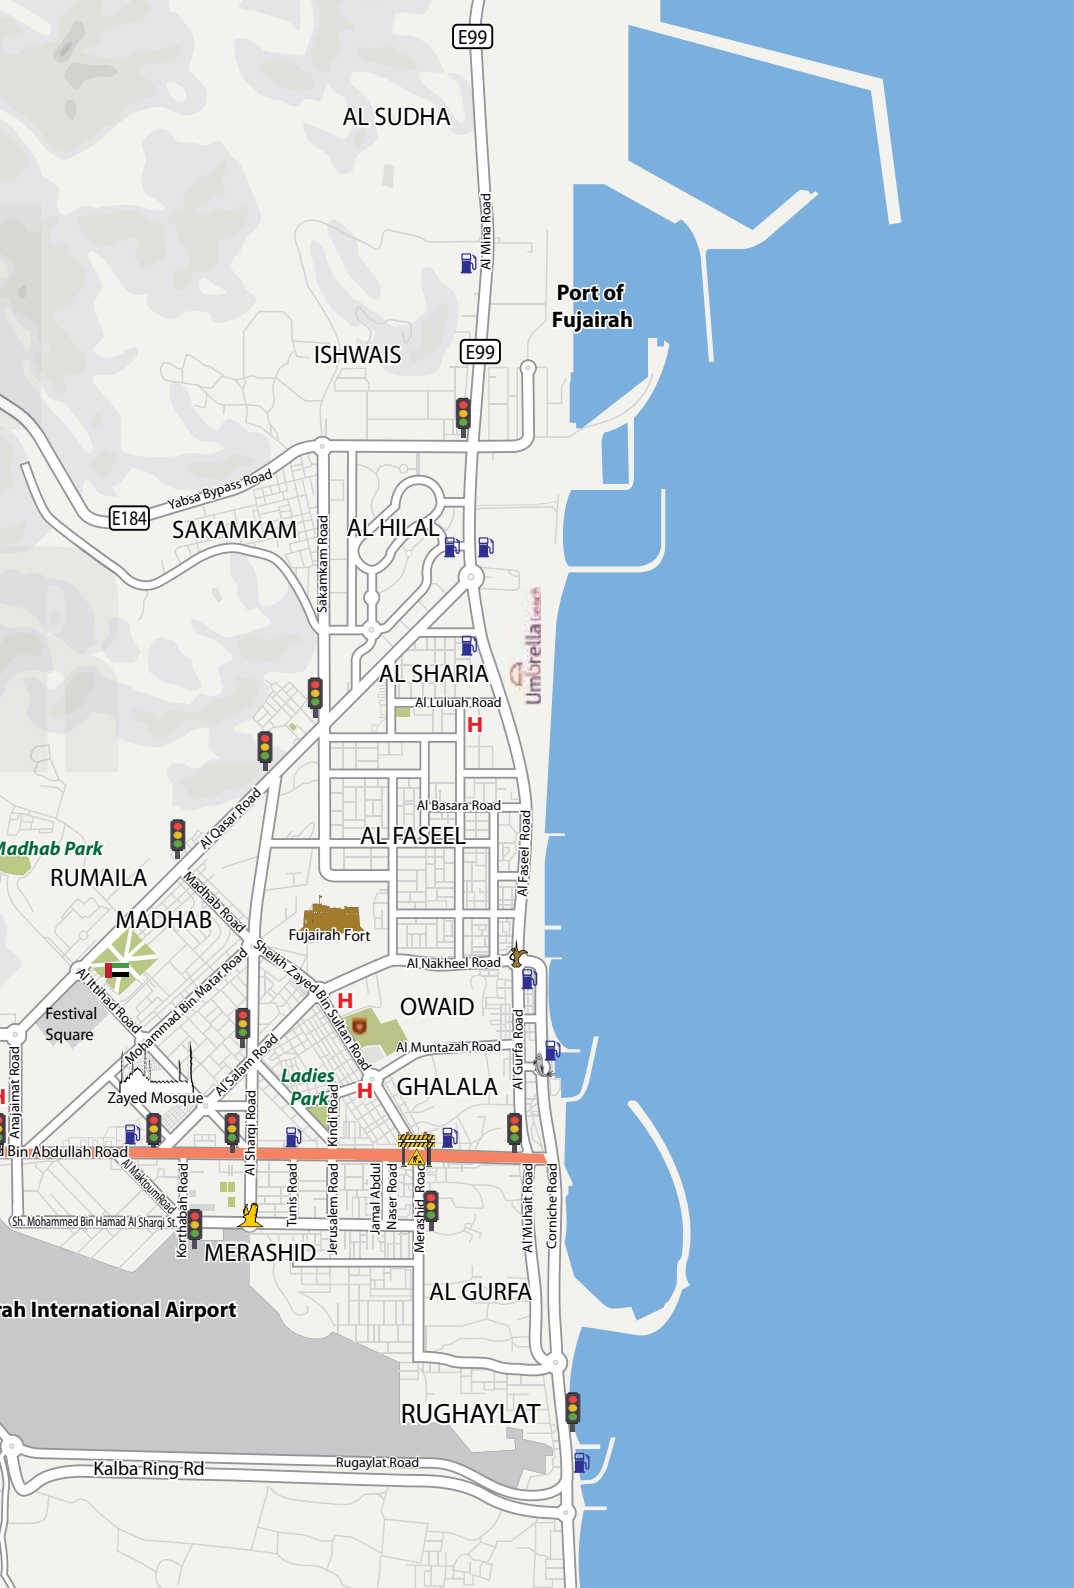 E99
AL SUDHA
Al Mina Road
Port of
Fujairah
E99
ISHWAIS
Yabsa Bypass Road
E184
SAKAMKAM
AL HILAL
Sakamkam Road
Umbrella beach
AL SHARIA
Al Luluah Road
H
Al Qasar Road
Al Basara Road
AL FASEEL
Al Faseel Road
Madhab Park
RUMAILA
Madhab Road
MADHAB
Fujairah Fort
Sheikh Zayed Bin Sultan Road
Al Nakheel Road
Al Ittihad Road
Mohammad Bin Matar Road
H
OWAID
Festival
Square
Al Gurfa Road
Al Muntazah Road
Anajaimat Road
Al Salam Road
Ladies
Park
H
GHALALA
H
Zayed Mosque
Kindi Road
Al Sharqi Road
Bin Abdullah Road
Al Maktoum Road
Korthabah Road
Tunis Road
Jerusalem Road
Jamal Abdul
Naser Road
Merashid Road
Al Muhait Road
Corniche Road
Sh. Mohammed Bin Hamad Al Sharqi St.
MERASHID
AL GURFA
rah International Airport
RUGHAYLAT
Rugaylat Road
Kalba Ring Rd